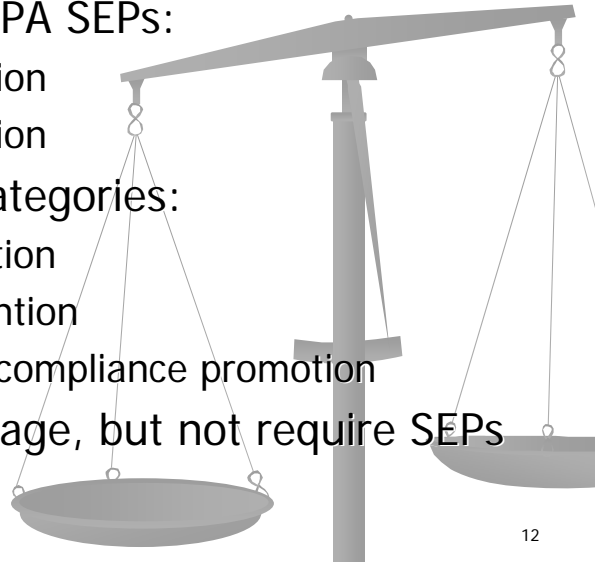 PA SEPs:
ion
ion
ategories:
tion
ntion
compliance promotion
age, but not require SEPs
12